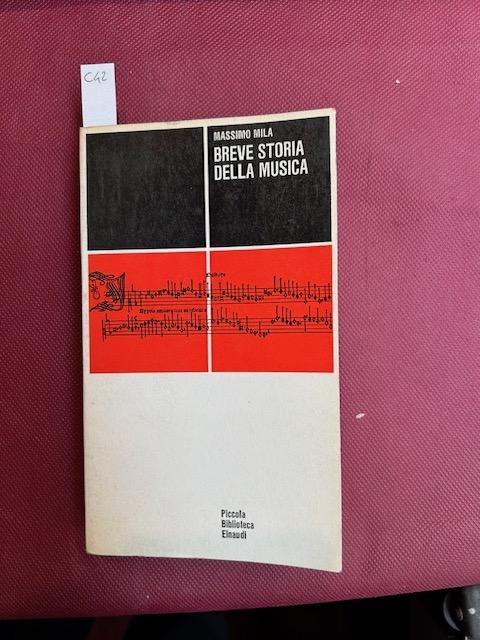 C42
MASSIMO MILA
BREVE STORIA
DELLA MUSICA
Piccola
Biblioteca
Einaudi